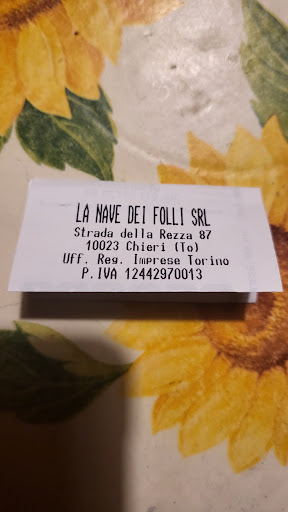 LA NAVE DEI FOLLI SRL
Strada della Rezza 87
10023 Chieri (To)
Uff. Reg. Imprese Torino
P.IVA 12442970013